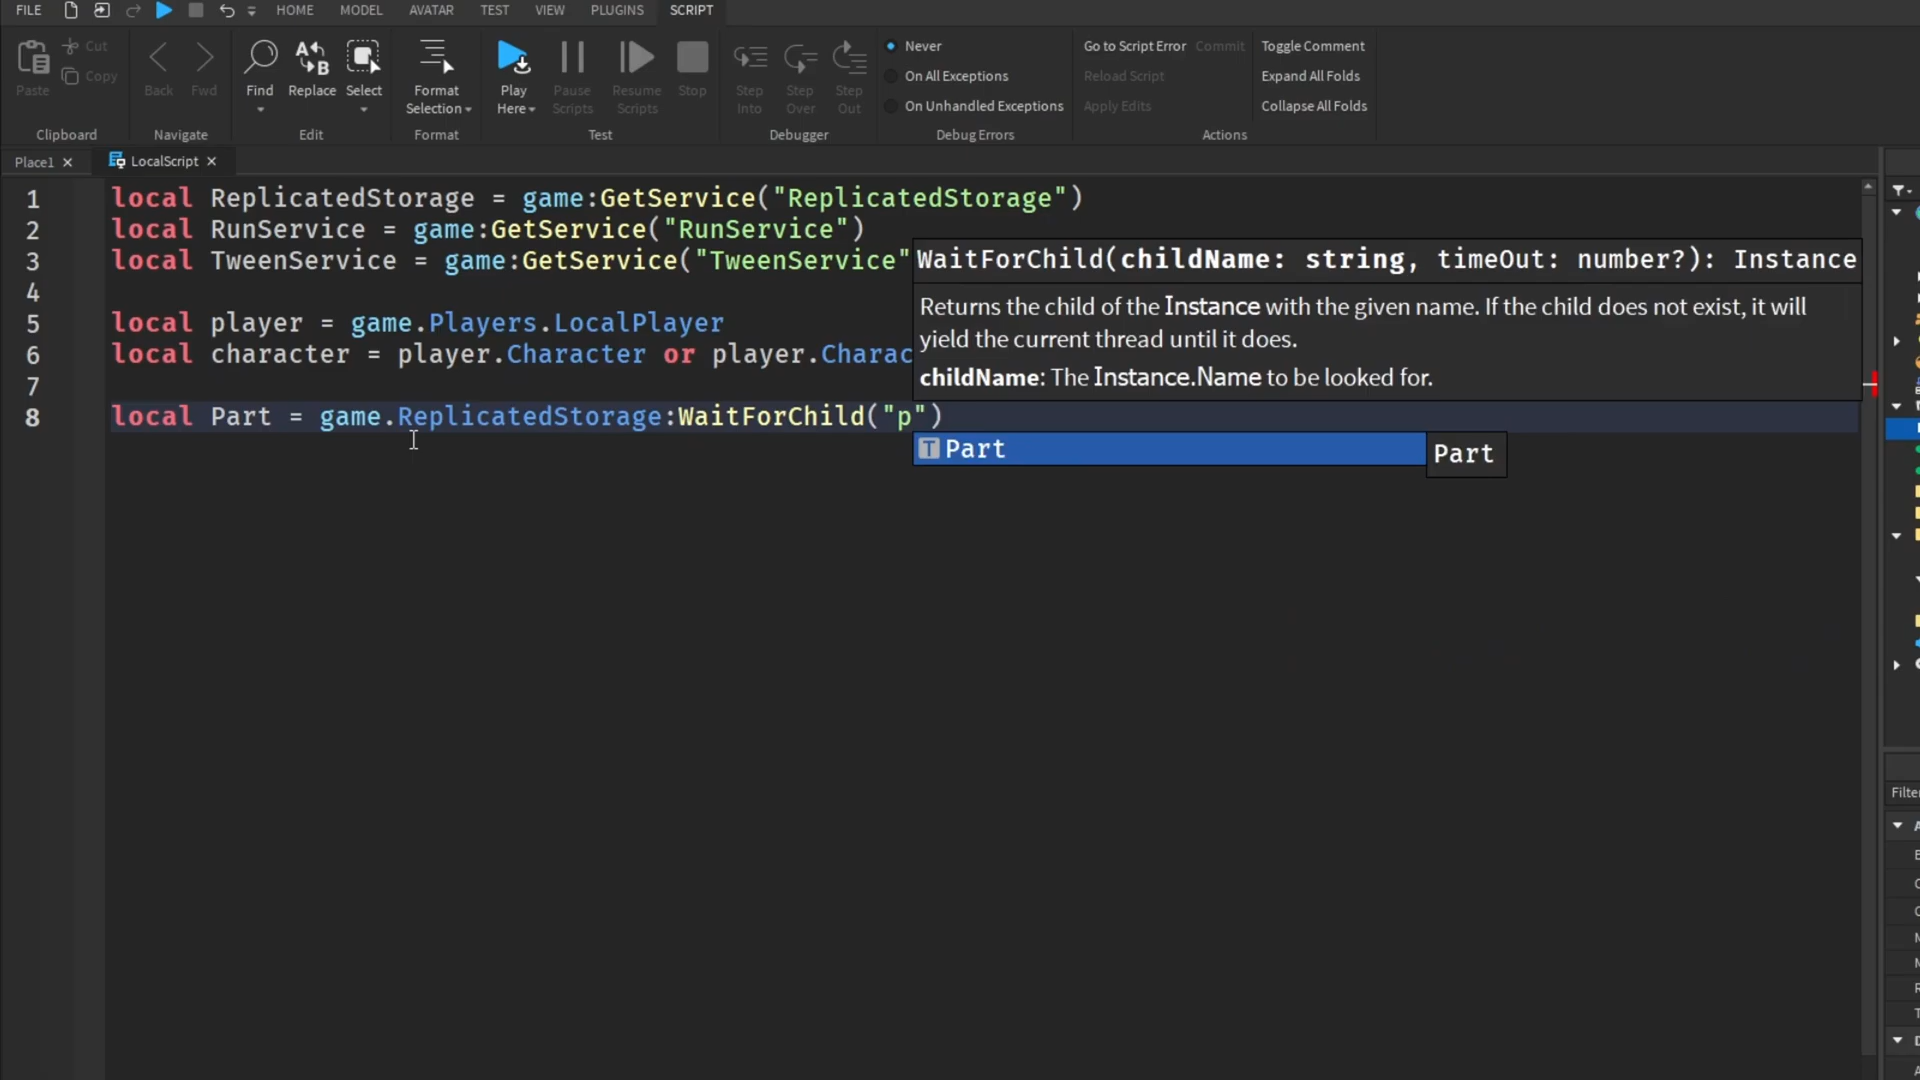 FILE HOME MODEL AVATAR TEST VIEW PLUGINS SCRIPT
Paste Cut Copy Clipboard
Back Fwd Navigate
Find Replace Select Edit
Format Selection Format
Play Here Pause Scripts Resume Scripts Stop Test
Step Into Step Over Step Out Debugger
Never
On All Exceptions
On Unhandled Exceptions
Debug Errors
Go to Script Error Commit Toggle Comment
Reload Script Expand All Folds
Apply Edits Collapse All Folds
Actions
Place1 × LocalScript ×
1 local ReplicatedStorage = game:GetService("ReplicatedStorage")
2 local RunService = game:GetService("RunService")
3 local TweenService = game:GetService("TweenService"
4
5 local player = game.Players.LocalPlayer
6 local character = player.Character or player.Charac
7
8 local Part = game.ReplicatedStorage:WaitForChild("p")
WaitForChild(childName: string, timeOut: number?): Instance
Returns the child of the Instance with the given name. If the child does not exist, it will
yield the current thread until it does.
childName: The Instance.Name to be looked for.
T Part
Part
Filte